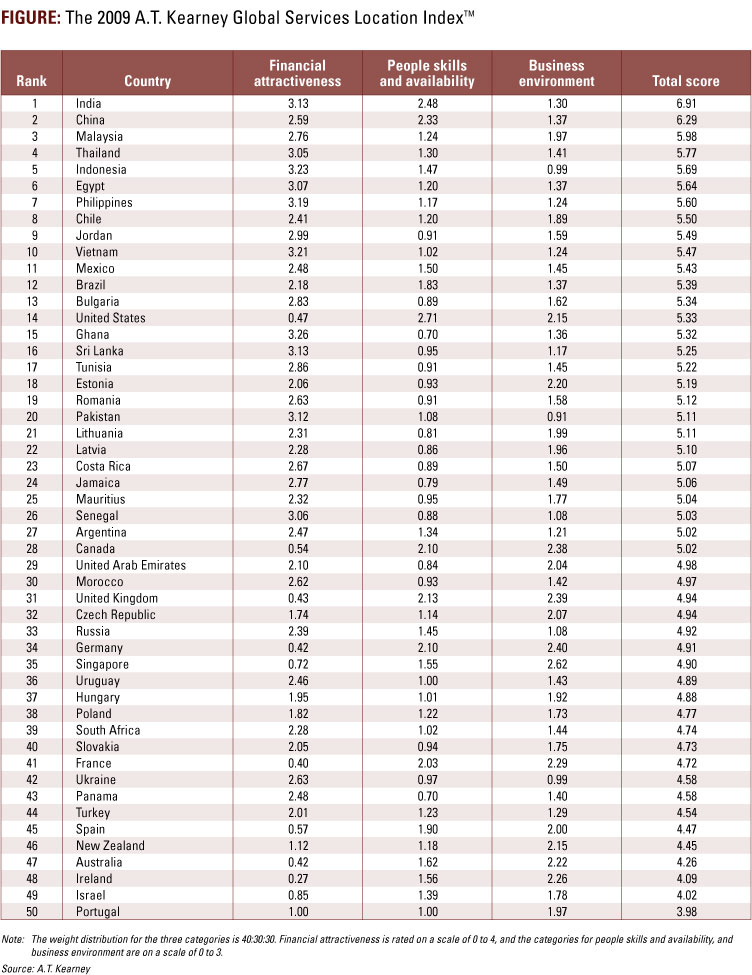 FIGURE: The 2009 A.T. Kearney Global Services Location Index™
Rank Country Financial attractiveness People skills and availability Business environment Total score
1 India 3.13 2.48 1.30 6.91
2 China 2.59 2.33 1.37 6.29
3 Malaysia 2.76 1.24 1.97 5.98
4 Thailand 3.05 1.30 1.41 5.77
5 Indonesia 3.23 1.47 0.99 5.69
6 Egypt 3.07 1.20 1.37 5.64
7 Philippines 3.19 1.17 1.24 5.60
8 Chile 2.41 1.20 1.89 5.50
9 Jordan 2.99 0.91 1.59 5.49
10 Vietnam 3.21 1.02 1.24 5.47
11 Mexico 2.48 1.50 1.45 5.43
12 Brazil 2.18 1.83 1.37 5.39
13 Bulgaria 2.83 0.89 1.62 5.34
14 United States 0.47 2.71 2.15 5.33
15 Ghana 3.26 0.70 1.36 5.32
16 Sri Lanka 3.13 0.95 1.17 5.25
17 Tunisia 2.86 0.91 1.45 5.22
18 Estonia 2.06 0.93 2.20 5.19
19 Romania 2.63 0.91 1.58 5.12
20 Pakistan 3.12 1.08 0.91 5.11
21 Lithuania 2.31 0.81 1.99 5.11
22 Latvia 2.28 0.86 1.96 5.10
23 Costa Rica 2.67 0.89 1.50 5.07
24 Jamaica 2.77 0.79 1.49 5.06
25 Mauritius 2.32 0.95 1.77 5.04
26 Senegal 3.06 0.88 1.08 5.03
27 Argentina 2.47 1.34 1.21 5.02
28 Canada 0.54 2.10 2.38 5.02
29 United Arab Emirates 2.10 0.84 2.04 4.98
30 Morocco 2.62 0.93 1.42 4.97
31 United Kingdom 0.43 2.13 2.39 4.94
32 Czech Republic 1.74 1.14 2.07 4.94
33 Russia 2.39 1.45 1.08 4.92
34 Germany 0.42 2.10 2.40 4.91
35 Singapore 0.72 1.55 2.62 4.90
36 Uruguay 2.46 1.00 1.43 4.89
37 Hungary 1.95 1.01 1.92 4.88
38 Poland 1.82 1.22 1.73 4.77
39 South Africa 2.28 1.02 1.44 4.74
40 Slovakia 2.05 0.94 1.75 4.73
41 France 0.40 2.03 2.29 4.72
42 Ukraine 2.63 0.97 0.99 4.58
43 Panama 2.48 0.70 1.40 4.58
44 Turkey 2.01 1.23 1.29 4.54
45 Spain 0.57 1.90 2.00 4.47
46 New Zealand 1.12 1.18 2.15 4.45
47 Australia 0.42 1.62 2.22 4.26
48 Ireland 0.27 1.56 2.26 4.09
49 Israel 0.85 1.39 1.78 4.02
50 Portugal 1.00 1.00 1.97 3.98
Note: The weight distribution for the three categories is 40:30:30. Financial attractiveness is rated on a scale of 0 to 4, and the categories for people skills and availability, and
business environment are on a scale of 0 to 3.
Source: A.T. Kearney